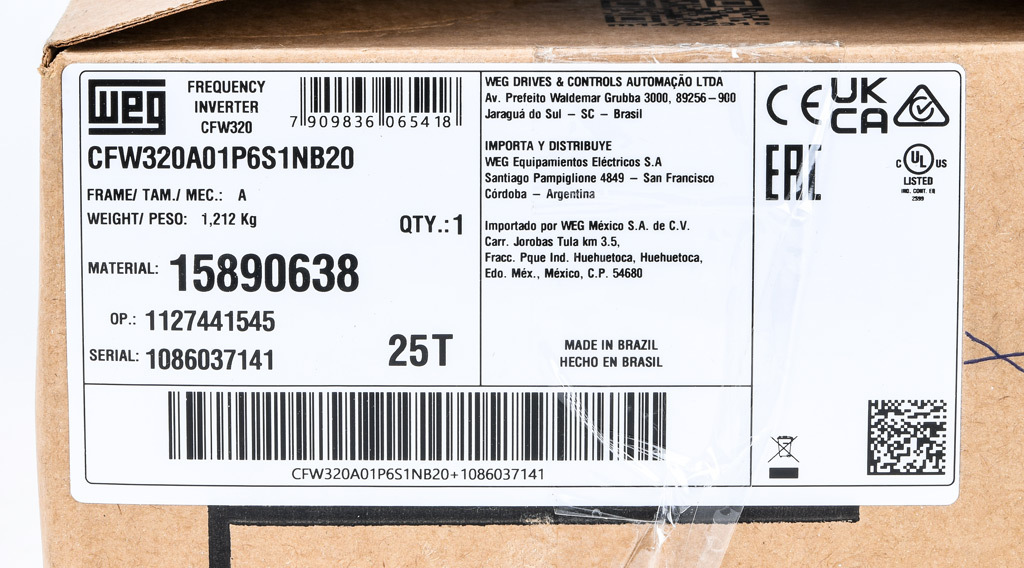 WEG
FREQUENCY
INVERTER
CFW320
7 909836 065418
CFW320A01P6S1NB20
FRAME/ TAM./ MEC.: A
WEIGHT/ PESO: 1,212 Kg
QTY.:1
MATERIAL: 15890638
OP.: 1127441545
SERIAL: 1086037141
25T
WEG DRIVES & CONTROLS AUTOMAÇÃO LTDA
Av. Prefeito Waldemar Grubba 3000, 89256-900
Jaraguá do Sul - SC - Brasil
IMPORTA Y DISTRIBUYE
WEG Equipamientos Eléctricos S.A
Santiago Pampiglione 4849 - San Francisco
Córdoba - Argentina
Importado por WEG México S.A. de C.V.
Carr. Jorobas Tula km 3.5,
Fracc. Pque Ind. Huehuetoca, Huehuetoca,
Edo. Méx., México, C.P. 54680
MADE IN BRAZIL
HECHO EN BRASIL
CE
UK
CA
EAC
C UL US
LISTED
IND. CONT. EQ
CFW320A01P6S1NB20+1086037141